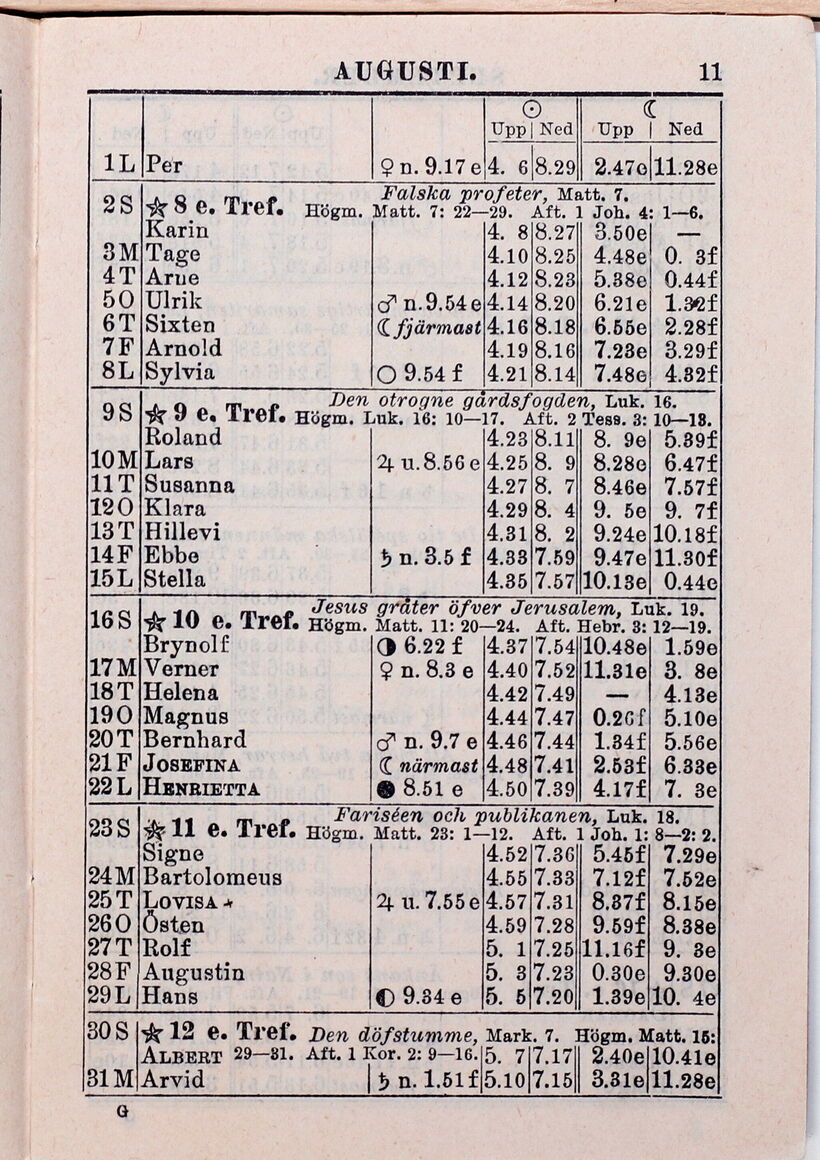 AUGUSTI. 11
☉ ☾
Upp | Ned Upp | Ned
1 L Per ♀ n. 9.17 e 4. 6 8.29 2.47e 11.28e
2 S ☆ 8 e. Tref. Falska profeter, Matt. 7.
Högm. Matt. 7: 22—29. Aft. 1 Joh. 4: 1—6.
Karin 4. 8 8.27 3.50e —
3 M Tage 4.10 8.25 4.48e 0. 3f
4 T Arne 4.12 8.23 5.38e 0.44f
5 O Ulrik ♂ n. 9.54 e 4.14 8.20 6.21e 1.32f
6 T Sixten ☾ fjärmast 4.16 8.18 6.55e 2.28f
7 F Arnold 4.19 8.16 7.23e 3.29f
8 L Sylvia ○ 9.54 f 4.21 8.14 7.48e 4.32f
9 S ☆ 9 e. Tref. Den otrogne gårdsfogden, Luk. 16.
Högm. Luk. 16: 10—17. Aft. 2 Tess. 3: 10—13.
Roland 4.23 8.11 8. 9e 5.39f
10 M Lars ♃ u. 8.56 e 4.25 8. 9 8.28e 6.47f
11 T Susanna 4.27 8. 7 8.46e 7.57f
12 O Klara 4.29 8. 4 9. 5e 9. 7f
13 T Hillevi 4.31 8. 2 9.24e 10.18f
14 F Ebbe ♄ n. 3.5 f 4.33 7.59 9.47e 11.30f
15 L Stella 4.35 7.57 10.13e 0.44e
16 S ☆ 10 e. Tref. Jesus gråter öfver Jerusalem, Luk. 19.
Högm. Matt. 11: 20—24. Aft. Hebr. 3: 12—19.
Brynolf ◑ 6.22 f 4.37 7.54 10.48e 1.59e
17 M Verner ♀ n. 8.3 e 4.40 7.52 11.31e 3. 8e
18 T Helena 4.42 7.49 — 4.13e
19 O Magnus 4.44 7.47 0.26f 5.10e
20 T Bernhard ♂ n. 9.7 e 4.46 7.44 1.34f 5.56e
21 F JOSEFINA ☾ närmast 4.48 7.41 2.53f 6.33e
22 L HENRIETTA ● 8.51 e 4.50 7.39 4.17f 7. 3e
23 S ☆ 11 e. Tref. Fariséen och publikanen, Luk. 18.
Högm. Matt. 23: 1—12. Aft. 1 Joh. 1: 8—2: 2.
Signe 4.52 7.36 5.45f 7.29e
24 M Bartolomeus 4.55 7.33 7.12f 7.52e
25 T LOVISA ♃ u. 7.55 e 4.57 7.31 8.37f 8.15e
26 O Östen 4.59 7.28 9.59f 8.38e
27 T Rolf 5. 1 7.25 11.16f 9. 3e
28 F Augustin 5. 3 7.23 0.30e 9.30e
29 L Hans ◐ 9.34 e 5. 5 7.20 1.39e 10. 4e
30 S ☆ 12 e. Tref. Den döfstumme, Mark. 7. Högm. Matt. 15:
ALBERT 29—31. Aft. 1 Kor. 2: 9—16. 5. 7 7.17 2.40e 10.41e
31 M Arvid ♄ n. 1.51 f 5.10 7.15 3.31e 11.28e
G